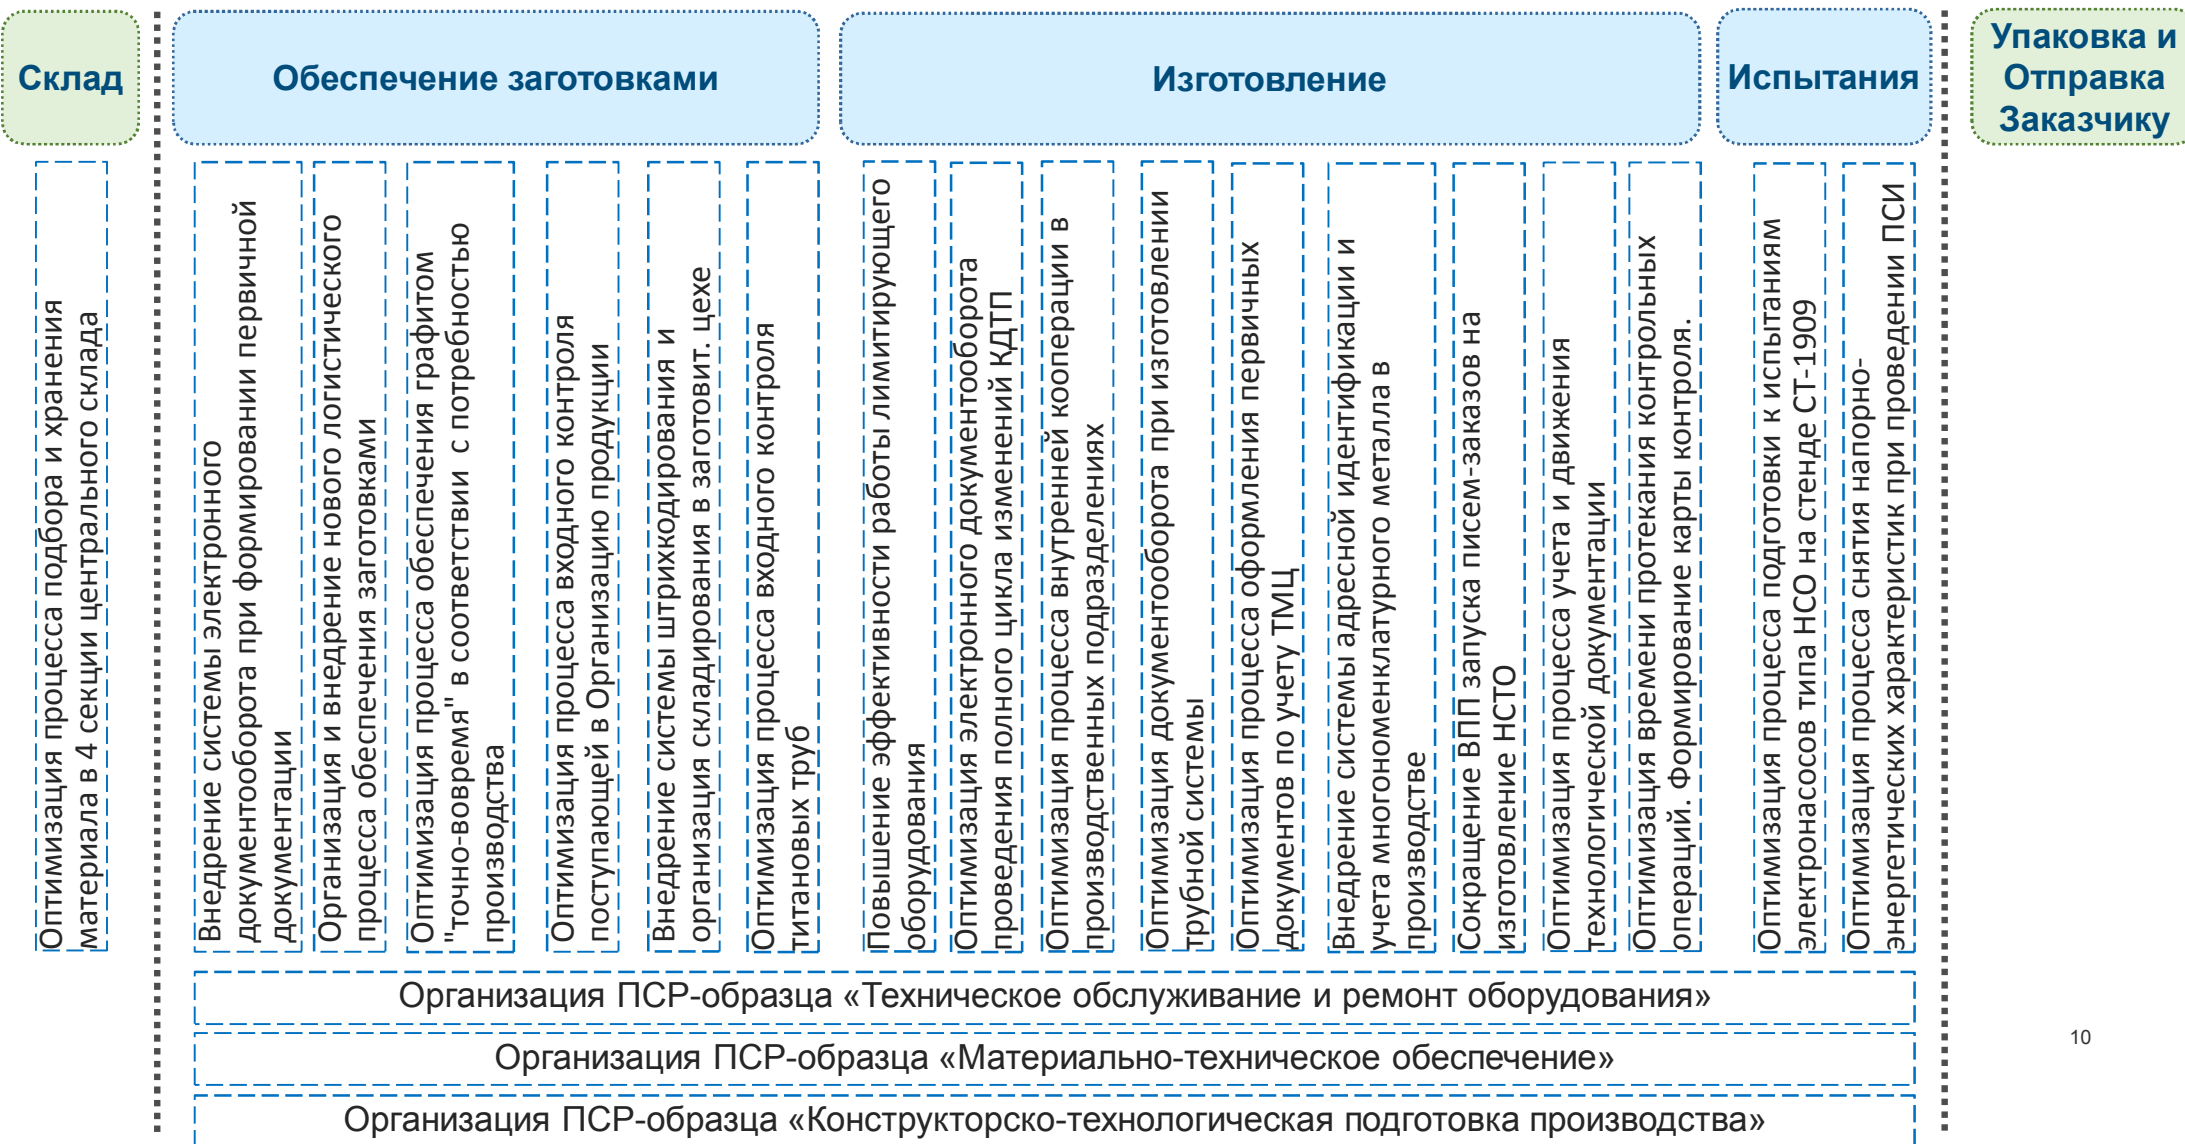 Склад
Обеспечение заготовками
Изготовление
Испытания
Упаковка и
Отправка
Заказчику
Оптимизация процесса подбора и хранения
материала в 4 секции центрального склада
Внедрение системы электронного
документооборота при формировании первичной
документации
Организация и внедрение нового логистического
процесса обеспечения заготовками
Оптимизация процесса обеспечения графитом
"точно-вовремя" в соответствии с потребностью
производства
Оптимизация процесса входного контроля
поступающей в Организацию продукции
Внедрение системы штрихкодирования и
организация складирования в заготовит. цехе
Оптимизация процесса входного контроля
титановых труб
Повышение эффективности работы лимитирующего
оборудования
Оптимизация электронного документооборота
проведения полного цикла изменений КДТП
Оптимизация процесса внутренней кооперации в
производственных подразделениях
Оптимизация документооборота при изготовлении
трубной системы
Оптимизация процесса оформления первичных
документов по учету ТМЦ
Внедрение системы адресной идентификации и
учета многономенклатурного металла в
производстве
Сокращение ВПП запуска писем-заказов на
изготовление НСТО
Оптимизация процесса учета и движения
технологической документации
Оптимизация времени протекания контрольных
операций. Формирование карты контроля.
Оптимизация процесса подготовки к испытаниям
электронасосов типа НСО на стенде СТ-1909
Оптимизация процесса снятия напорно-
энергетических характеристик при проведении ПСИ
Организация ПСР-образца «Техническое обслуживание и ремонт оборудования»
Организация ПСР-образца «Материально-техническое обеспечение»
Организация ПСР-образца «Конструкторско-технологическая подготовка производства»
10